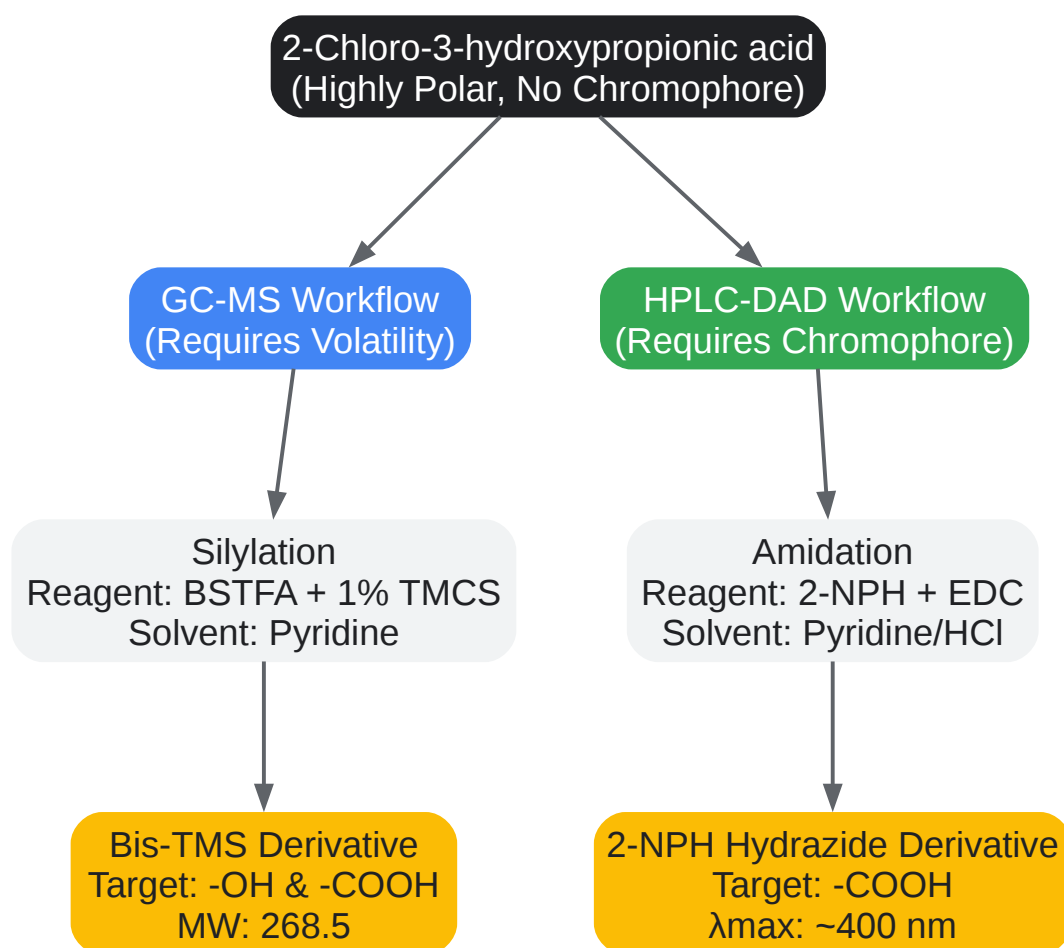 2-Chloro-3-hydroxypropionic acid
(Highly Polar, No Chromophore)
GC-MS Workflow
(Requires Volatility)
HPLC-DAD Workflow
(Requires Chromophore)
Silylation
Reagent: BSTFA + 1% TMCS
Solvent: Pyridine
Amidation
Reagent: 2-NPH + EDC
Solvent: Pyridine/HCl
Bis-TMS Derivative
Target: -OH & -COOH
MW: 268.5
2-NPH Hydrazide Derivative
Target: -COOH
λmax: ~400 nm